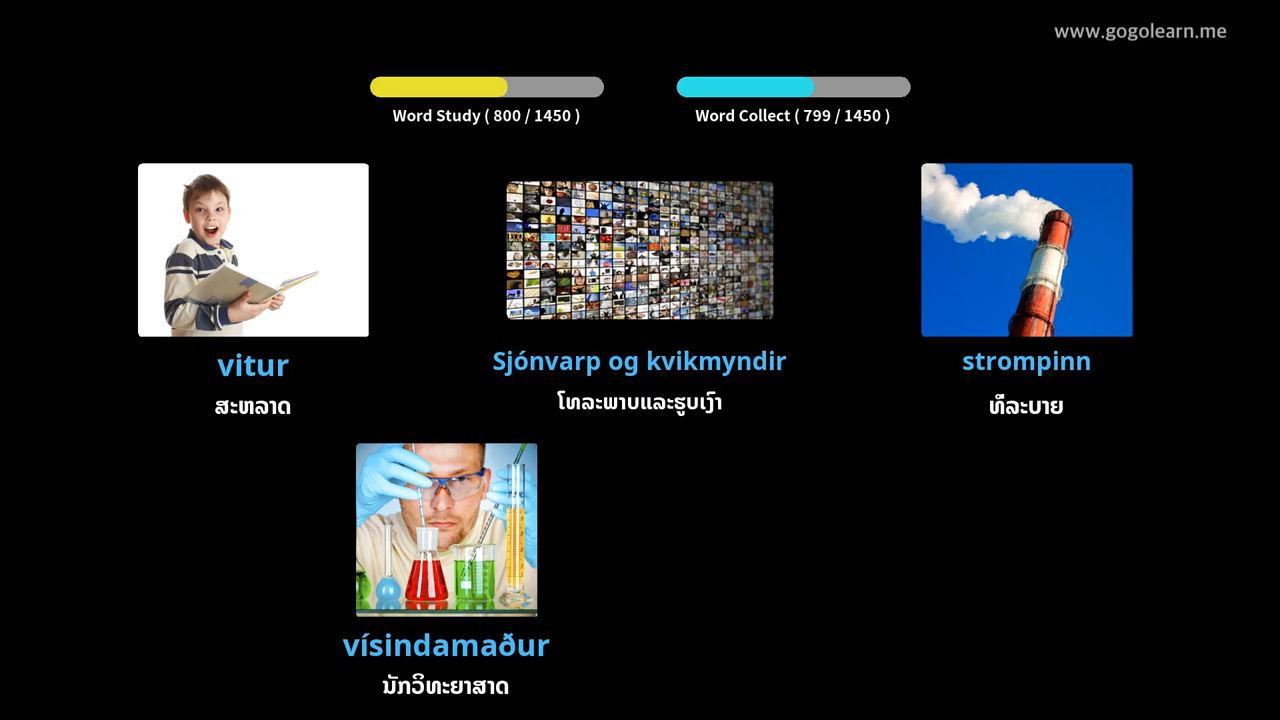 www.gogolearn.me
Word Study ( 800 / 1450 )
Word Collect ( 799 / 1450 )
vitur
ສະຫລາດ
Sjónvarp og kvikmyndir
ໂທລະພາບແລະຮູບເງົາ
strompinn
ທໍ່ລະບາຍ
vísindamaður
ນັກວິທະຍາສາດ